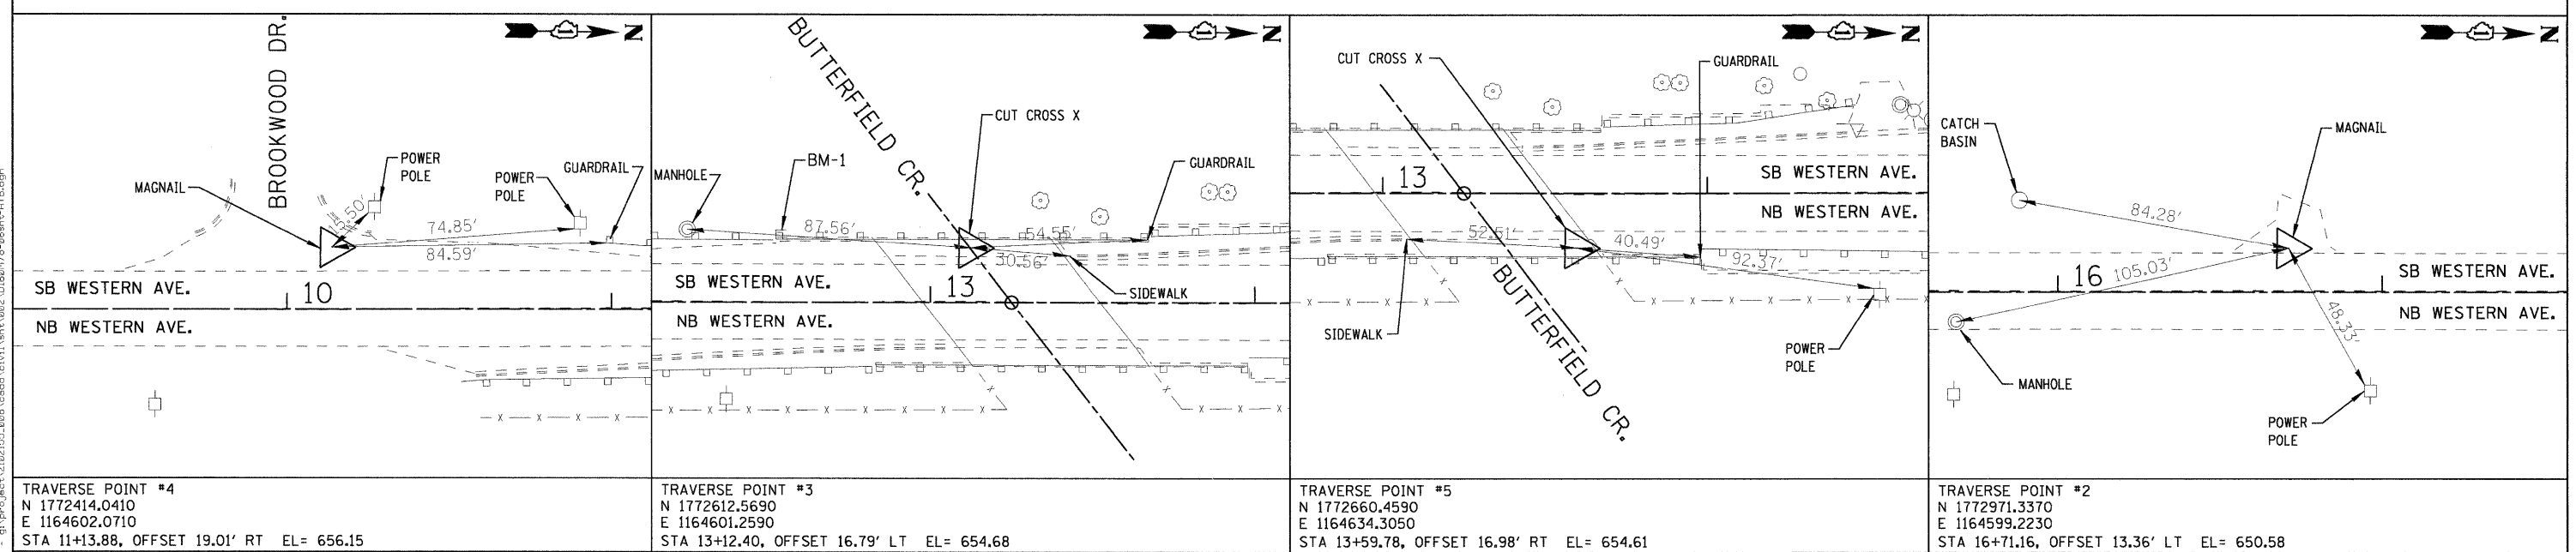 BROOKWOOD DR.
N
MAGNAIL
POWER
POLE
POWER
POLE
GUARDRAIL
74.85'
84.59'
SB WESTERN AVE.
10
NB WESTERN AVE.
TRAVERSE POINT #4
N 1772414.0410
E 1164602.0710
STA 11+13.88, OFFSET 19.01' RT EL= 656.15
BUTTERFIELD CR.
N
CUT CROSS X
MANHOLE
BM-1
GUARDRAIL
87.56'
54.55'
30.56'
SIDEWALK
SB WESTERN AVE.
13
NB WESTERN AVE.
TRAVERSE POINT #3
N 1772612.5690
E 1164601.2590
STA 13+12.40, OFFSET 16.79' LT EL= 654.68
N
CUT CROSS X
GUARDRAIL
13
SB WESTERN AVE.
NB WESTERN AVE.
52.51'
40.49'
92.37'
SIDEWALK
BUTTERFIELD CR.
POWER
POLE
TRAVERSE POINT #5
N 1772660.4590
E 1164634.3050
STA 13+59.78, OFFSET 16.98' RT EL= 654.61
N
CATCH
BASIN
MAGNAIL
84.28'
16
105.03'
SB WESTERN AVE.
NB WESTERN AVE.
48.33'
MANHOLE
POWER
POLE
TRAVERSE POINT #2
N 1772971.3370
E 1164599.2230
STA 16+71.16, OFFSET 13.36' LT EL= 650.58